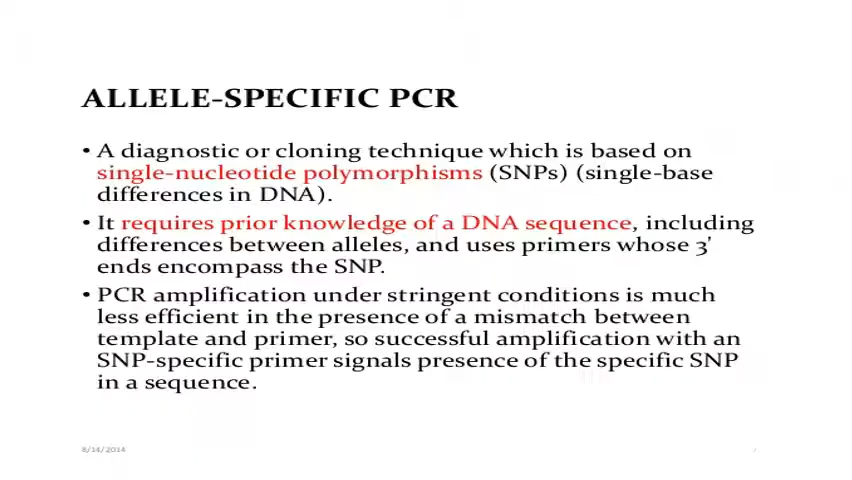 ALLELE-SPECIFIC PCR
• A diagnostic or cloning technique which is based on
single-nucleotide polymorphisms (SNPs) (single-base
differences in DNA).
• It requires prior knowledge of a DNA sequence, including
differences between alleles, and uses primers whose 3'
ends encompass the SNP.
• PCR amplification under stringent conditions is much
less efficient in the presence of a mismatch between
template and primer, so successful amplification with an
SNP-specific primer signals presence of the specific SNP
in a sequence.
8/14/2014